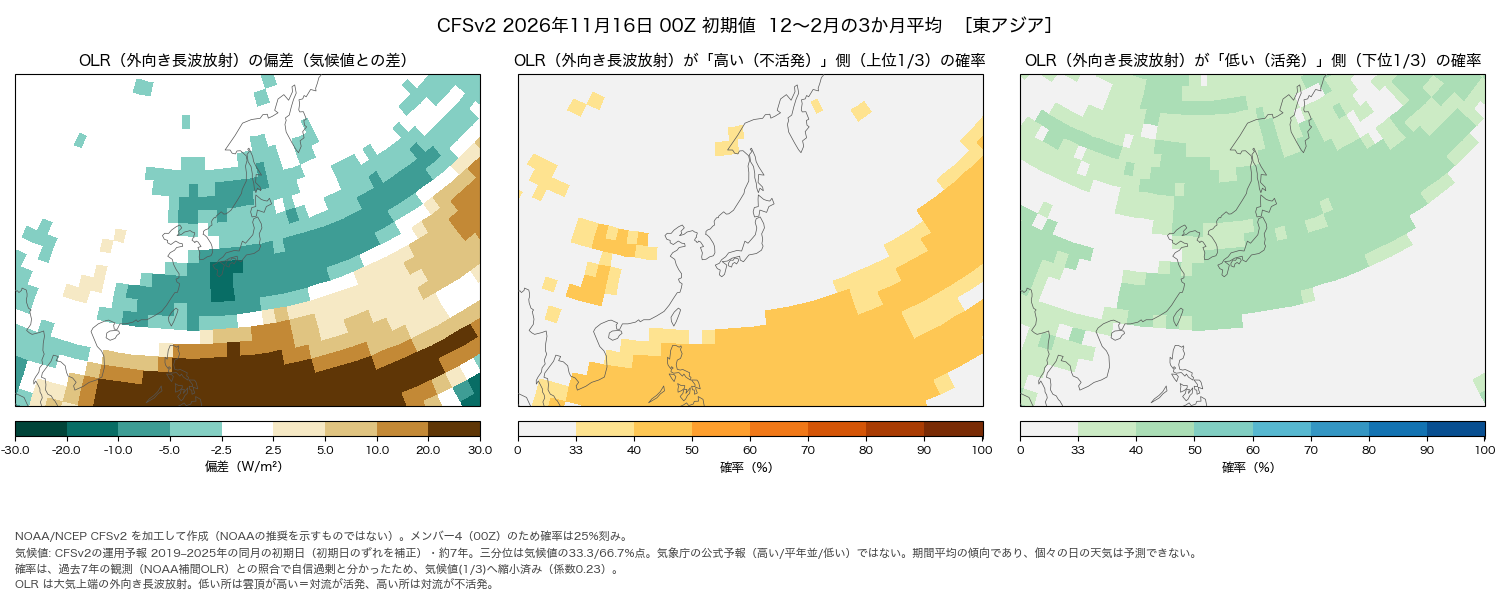 CFSv2 2026年11月16日 00Z 初期値  12～2月の3か月平均  ［東アジア］
OLR（外向き長波放射）の偏差（気候値との差）
OLR（外向き長波放射）が「高い（不活発）」側（上位1/3）の確率
OLR（外向き長波放射）が「低い（活発）」側（下位1/3）の確率
-30.0 -20.0 -10.0 -5.0 -2.5 2.5 5.0 10.0 20.0 30.0
偏差（W/m²）
0 33 40 50 60 70 80 90 100
確率（%）
0 33 40 50 60 70 80 90 100
確率（%）
NOAA/NCEP CFSv2 を加工して作成（NOAAの推奨を示すものではない）。メンバー4（00Z）のため確率は25%刻み。
気候値: CFSv2の運用予報 2019–2025年の同月の初期日（初期日のずれを補正）・約7年。三分位は気候値の33.3/66.7%点。気象庁の公式予報（高い/平年並/低い）ではない。期間平均の傾向であり、個々の日の天気は予測できない。
確率は、過去7年の観測（NOAA補間OLR）との照合で自信過剰と分かったため、気候値(1/3)へ縮小済み（係数0.23）。
OLR は大気上端の外向き長波放射。低い所は雲頂が高い＝対流が活発、高い所は対流が不活発。